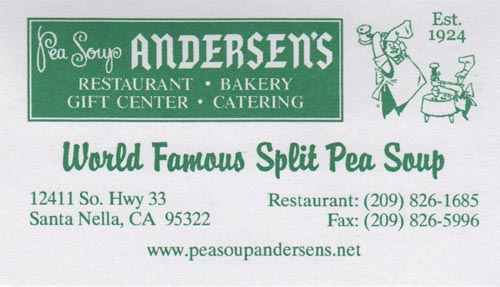 Pea Soup ANDERSEN'S
RESTAURANT • BAKERY
GIFT CENTER • CATERING
Est.
1924
World Famous Split Pea Soup
12411 So. Hwy 33
Santa Nella, CA 95322
Restaurant: (209) 826-1685
Fax: (209) 826-5996
www.peasoupandersens.net